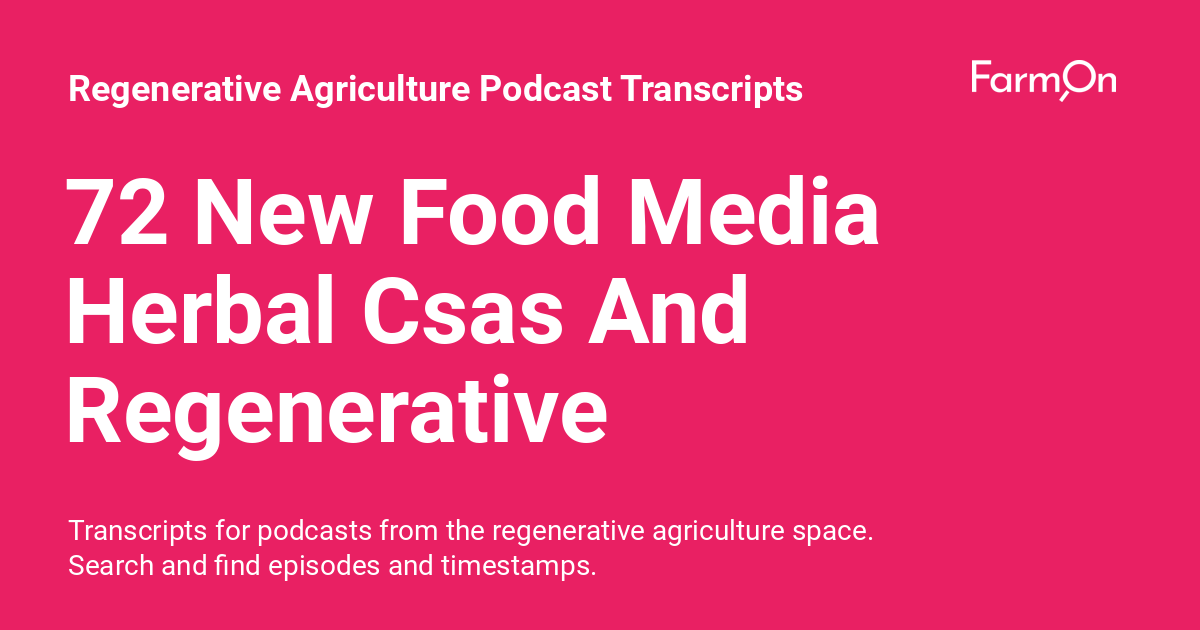 Regenerative Agriculture Podcast Transcripts
FarmOn
72 New Food Media
Herbal Csas And
Regenerative
Transcripts for podcasts from the regenerative agriculture space.
Search and find episodes and timestamps.